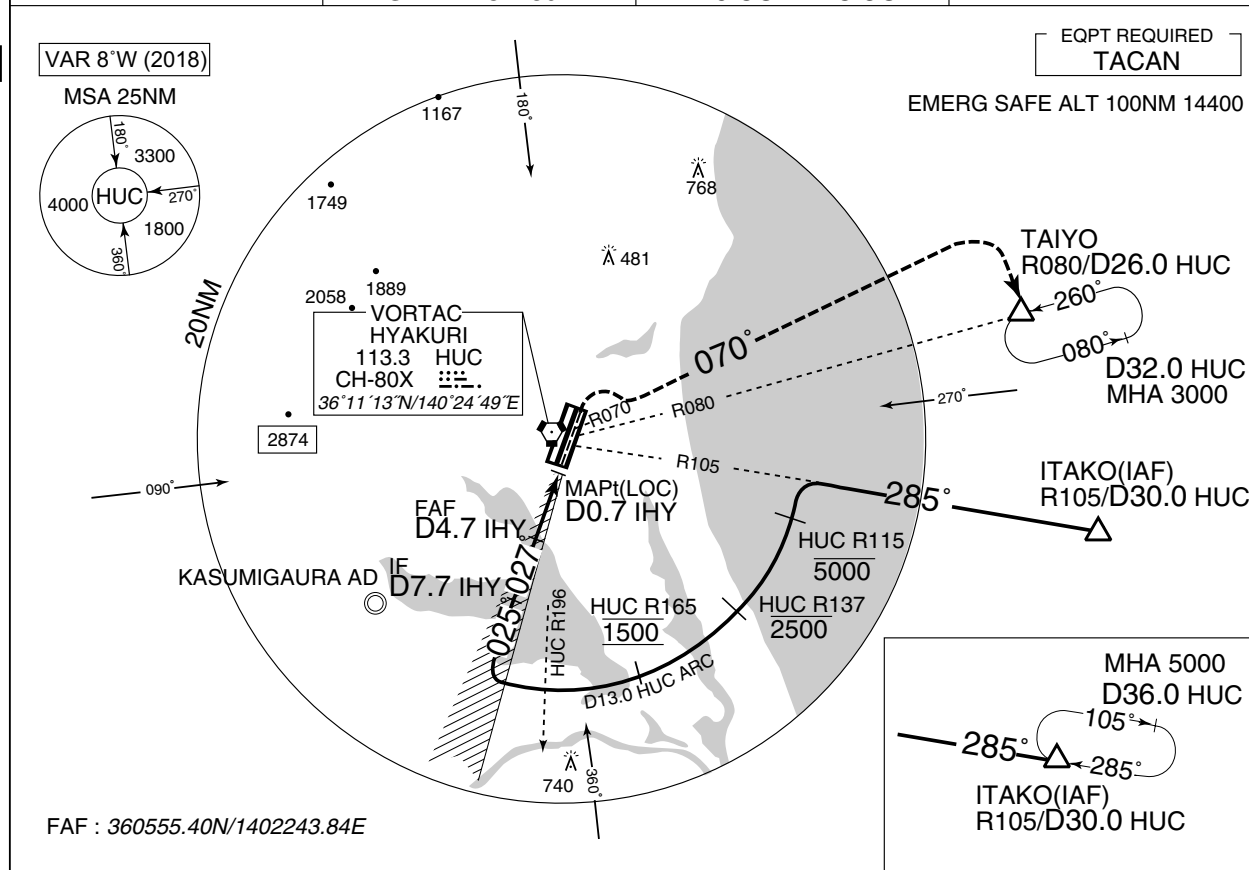 VAR 8˚W (2018)
MSA 25NM
180˚
3300
4000
HUC
270˚
1800
360˚
EQPT REQUIRED
TACAN
EMERG SAFE ALT 100NM 14400
180˚
1167
768
1749
481
1889
2058
20NM
VORTAC
HYAKURI
113.3 HUC
CH-80X
36˚11´13˝N/140˚24´49˝E
2874
090˚
TAIYO
R080/D26.0 HUC
260˚
080˚
D32.0 HUC
MHA 3000
070˚
R070
R080
270˚
R105
285˚
ITAKO(IAF)
R105/D30.0 HUC
MAPt(LOC)
D0.7 IHY
FAF
D4.7 IHY
IF
D7.7 IHY
KASUMIGAURA AD
025˚-027˚
HUC R196
HUC R115
5000
HUC R137
2500
HUC R165
1500
D13.0 HUC ARC
740
360˚
FAF : 360555.40N/1402243.84E
MHA 5000
D36.0 HUC
105˚
285˚
285˚
ITAKO(IAF)
R105/D30.0 HUC